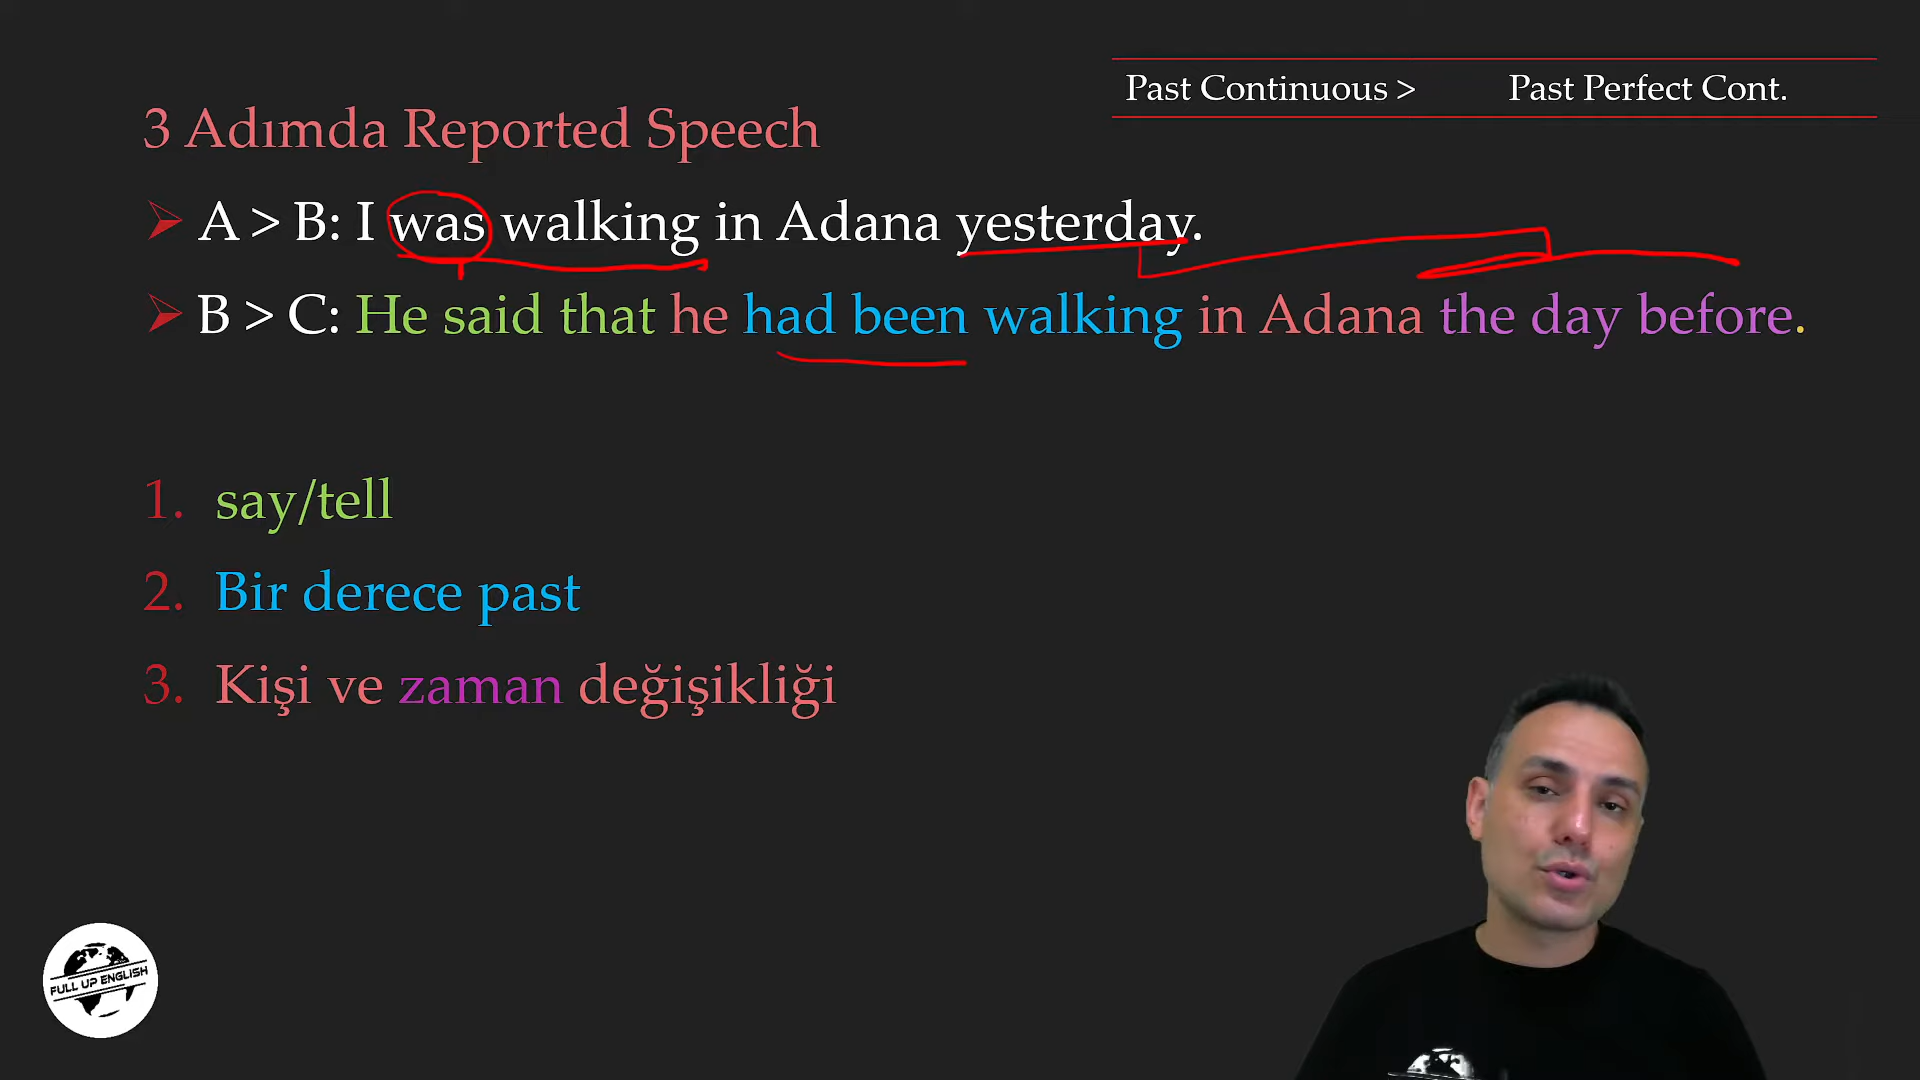 Past Continuous > Past Perfect Cont.
3 Adımda Reported Speech
A > B: I was walking in Adana yesterday.
B > C: He said that he had been walking in Adana the day before.
1. say/tell
2. Bir derece past
3. Kişi ve zaman değişikliği
FULL UP ENGLISH